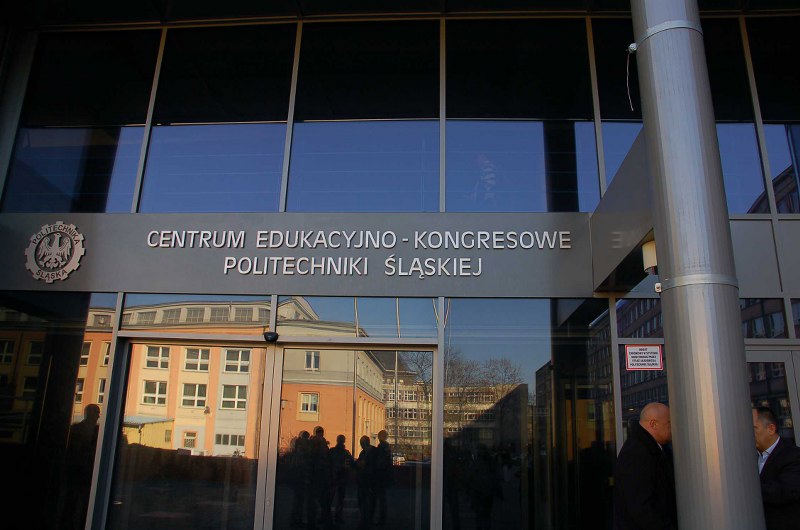 POLITECHNIKA
ŚLĄSKA
CENTRUM EDUKACYJNO-KONGRESOWE
POLITECHNIKI ŚLĄSKIEJ